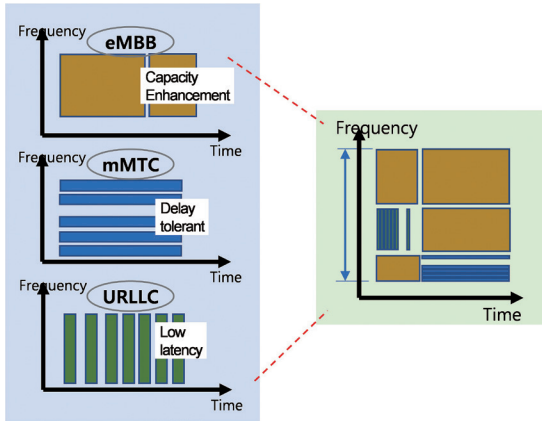 Frequency
eMBB
Capacity
Enhancement
Time
Frequency
mMTC
Delay
tolerant
Time
Frequency
URLLC
Low
latency
Time
Frequency
Time